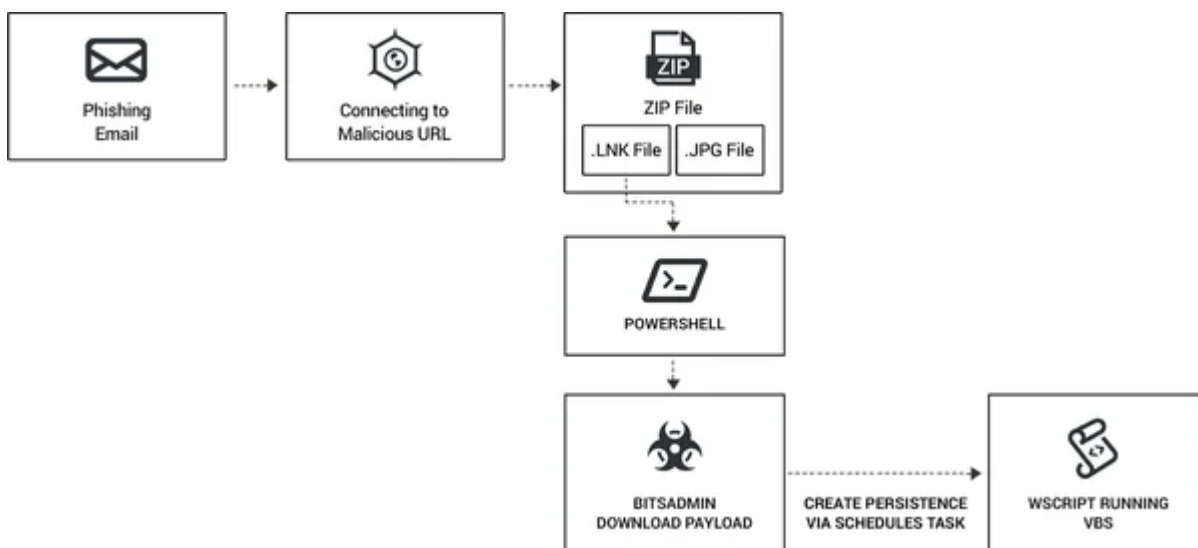 Phishing
Email
Connecting to
Malicious URL
ZIP
ZIP File
.LNK File
.JPG File
POWERSHELL
BITSADMIN
DOWNLOAD PAYLOAD
CREATE PERSISTENCE
VIA SCHEDULES TASK
WSCRIPT RUNNING
VBS